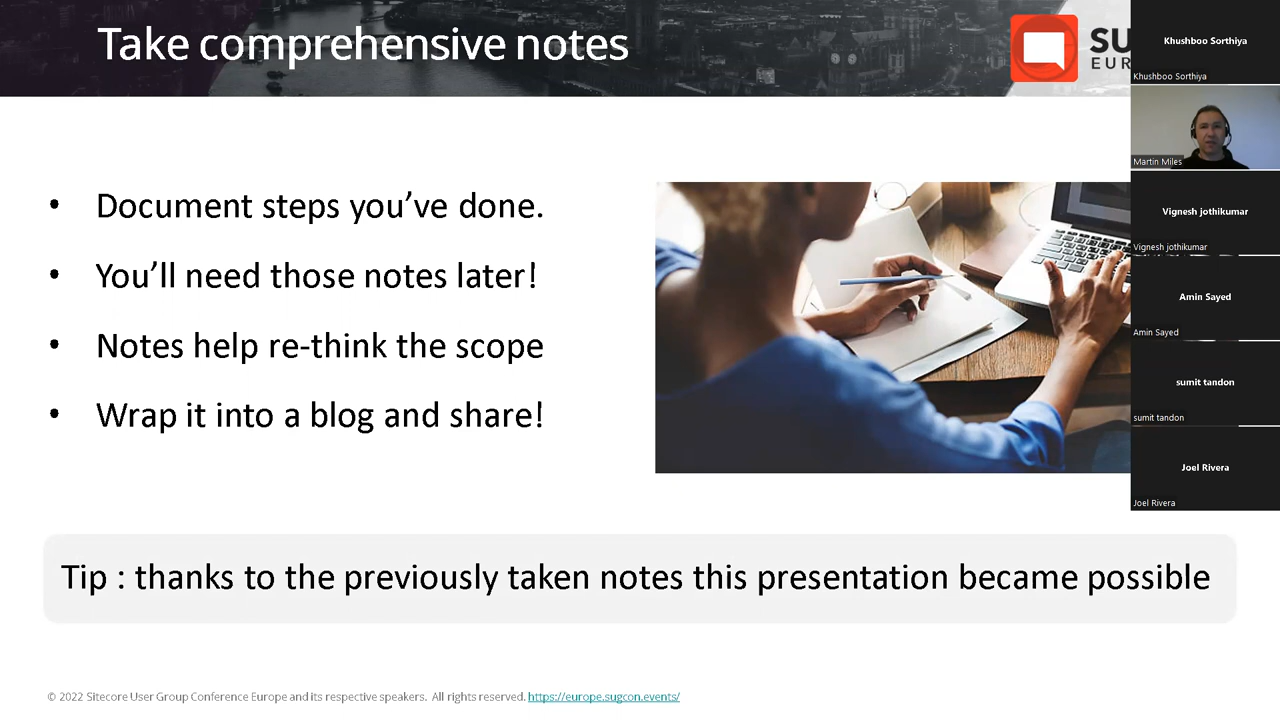 Take comprehensive notes
SU
EUR
• Document steps you've done.
• You'll need those notes later!
• Notes help re-think the scope
• Wrap it into a blog and share!
Tip : thanks to the previously taken notes this presentation became possible
© 2022 Sitecore User Group Conference Europe and its respective speakers. All rights reserved. https://europe.sugcon.events/
Khushboo Sorthiya
Khushboo Sorthiya
Martin Miles
Vignesh jothikumar
Vignesh jothikumar
Amin Sayed
Amin Sayed
sumit tandon
sumit tandon
Joel Rivera
Joel Rivera